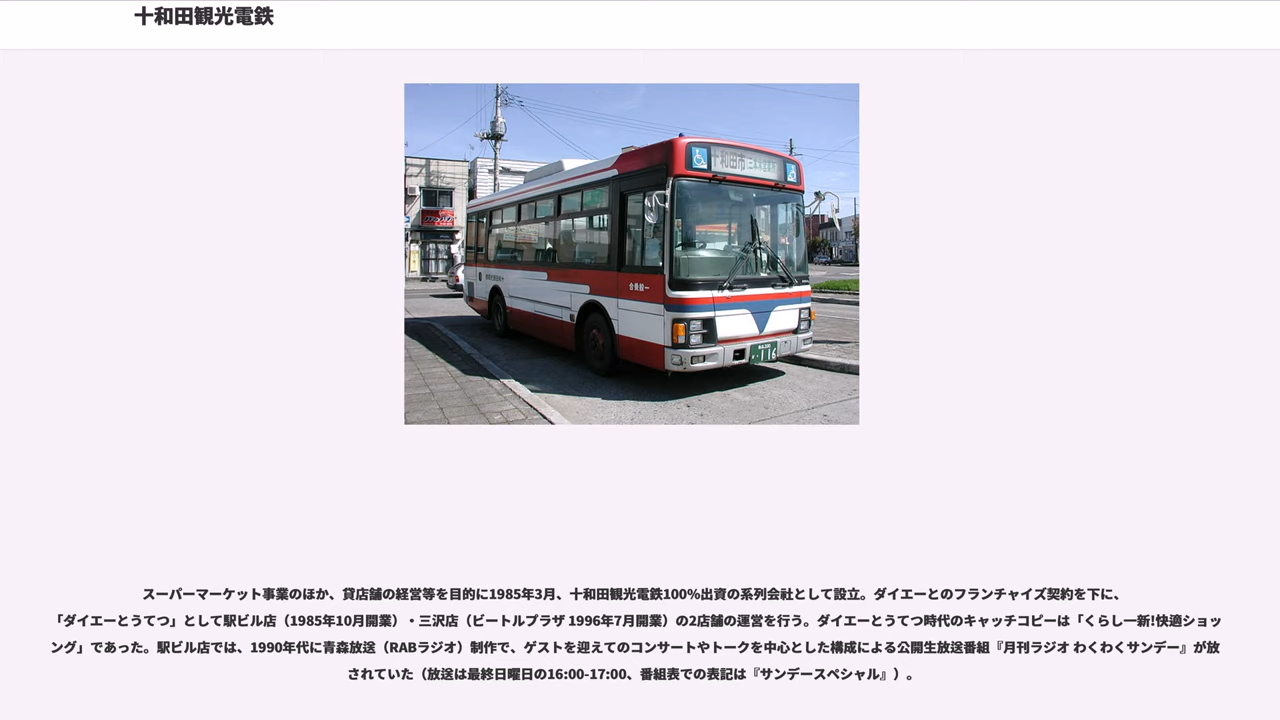 十和田観光電鉄
十和田市
合乗般一
116
スーパーマーケット事業のほか、貸店舗の経営等を目的に1985年3月、十和田観光電鉄100%出資の系列会社として設立。ダイエーとのフランチャイズ契約を下に、
「ダイエーとうてつ」として駅ビル店（1985年10月開業）・三沢店（ビートルプラザ 1996年7月開業）の2店舗の運営を行う。ダイエーとうてつ時代のキャッチコピーは「くらし一新!快適ショッ
ング」であった。駅ビル店では、1990年代に青森放送（RABラジオ）制作で、ゲストを迎えてのコンサートやトークを中心とした構成による公開生放送番組『月刊ラジオ わくわくサンデー』が放
されていた（放送は最終日曜日の16:00-17:00、番組表での表記は『サンデースペシャル』）。